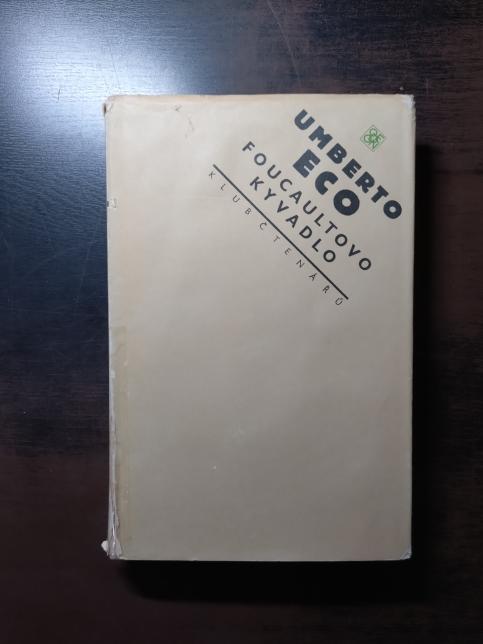 UMBERTO
ECO
FOUCAULTOVO
KYVADLO
KLUB ČTENÁŘŮ